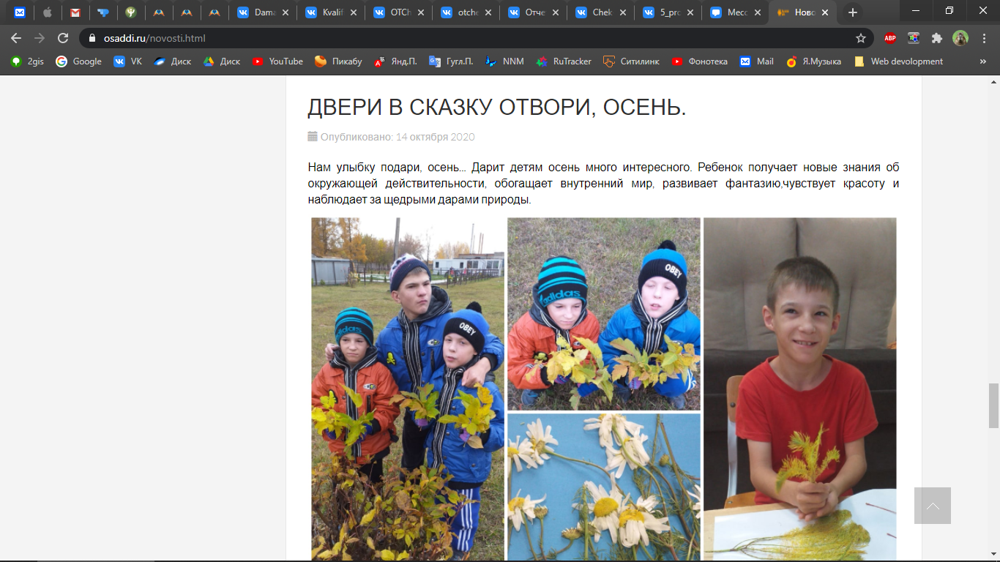 Dama
Kvalif
OTCh
otche
Отче
Chek
5_pro
Месс
Ново
osaddi.ru/novosti.html
ABP
2gis Google VK Диск Диск YouTube Пикабу Янд.П. Гугл.П. NNM RuTracker Ситилинк Фонотека Mail Я.Музыка Web devolopment »
ДВЕРИ В СКАЗКУ ОТВОРИ, ОСЕНЬ.
Опубликовано: 14 октября 2020
Нам улыбку подари, осень... Дарит детям осень много интересного. Ребенок получает новые знания об
окружающей действительности, обогащает внутренний мир, развивает фантазию,чувствует красоту и
наблюдает за щедрыми дарами природы.
adidas
OBEY
adidas
OBEY